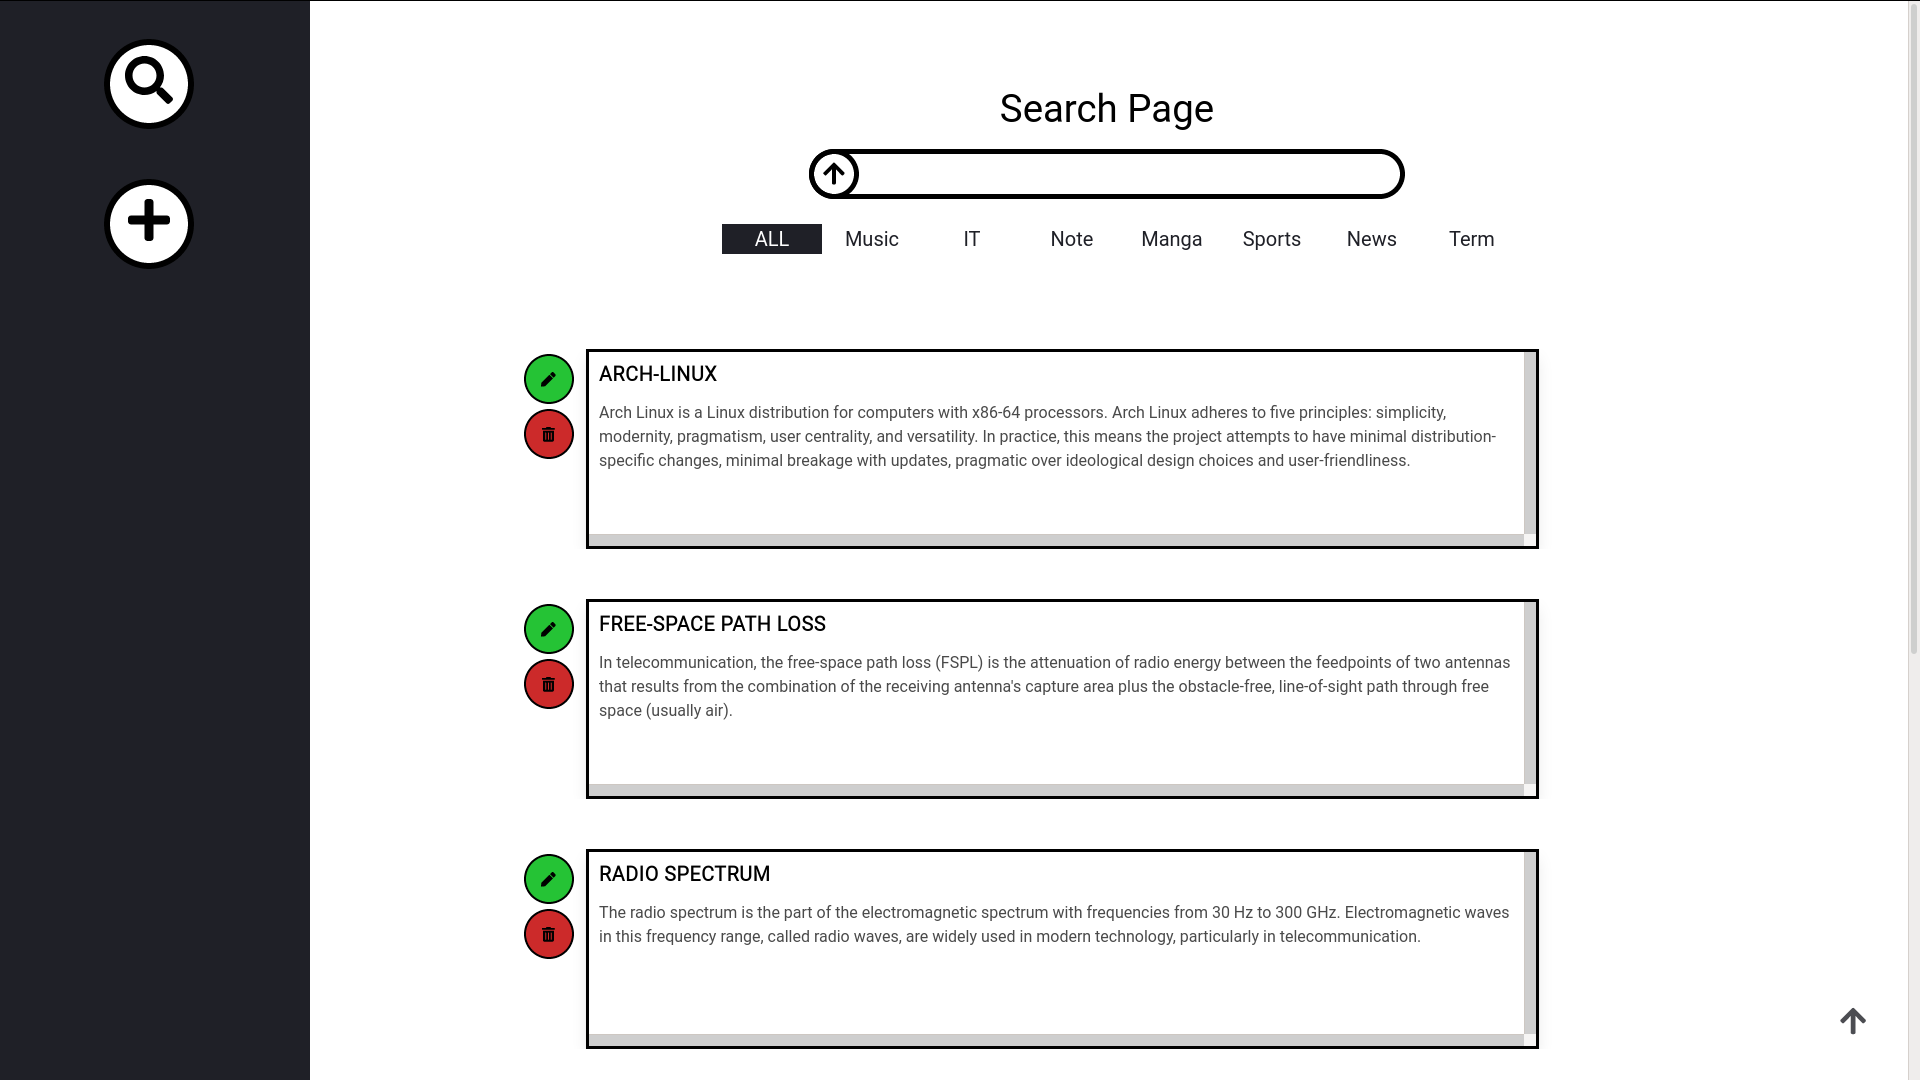 Search Page
ALL Music IT Note Manga Sports News Term
ARCH-LINUX
Arch Linux is a Linux distribution for computers with x86-64 processors. Arch Linux adheres to five principles: simplicity,
modernity, pragmatism, user centrality, and versatility. In practice, this means the project attempts to have minimal distribution-
specific changes, minimal breakage with updates, pragmatic over ideological design choices and user-friendliness.
FREE-SPACE PATH LOSS
In telecommunication, the free-space path loss (FSPL) is the attenuation of radio energy between the feedpoints of two antennas
that results from the combination of the receiving antenna's capture area plus the obstacle-free, line-of-sight path through free
space (usually air).
RADIO SPECTRUM
The radio spectrum is the part of the electromagnetic spectrum with frequencies from 30 Hz to 300 GHz. Electromagnetic waves
in this frequency range, called radio waves, are widely used in modern technology, particularly in telecommunication.